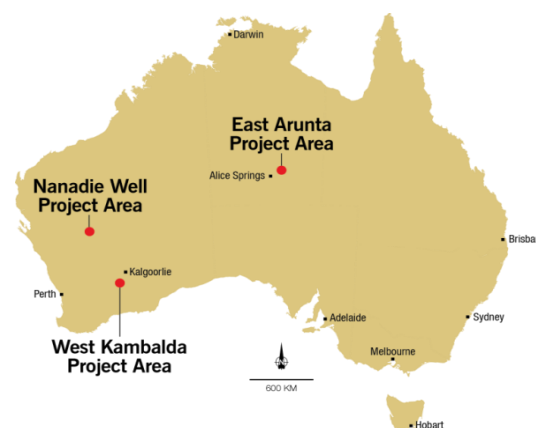 Darwin
East Arunta
Project Area
Alice Springs
Nanadie Well
Project Area
Brisba
Kalgoorlie
Perth
Adelaide
Sydney
West Kambalda
Project Area
Melbourne
N
600 KM
Hobart